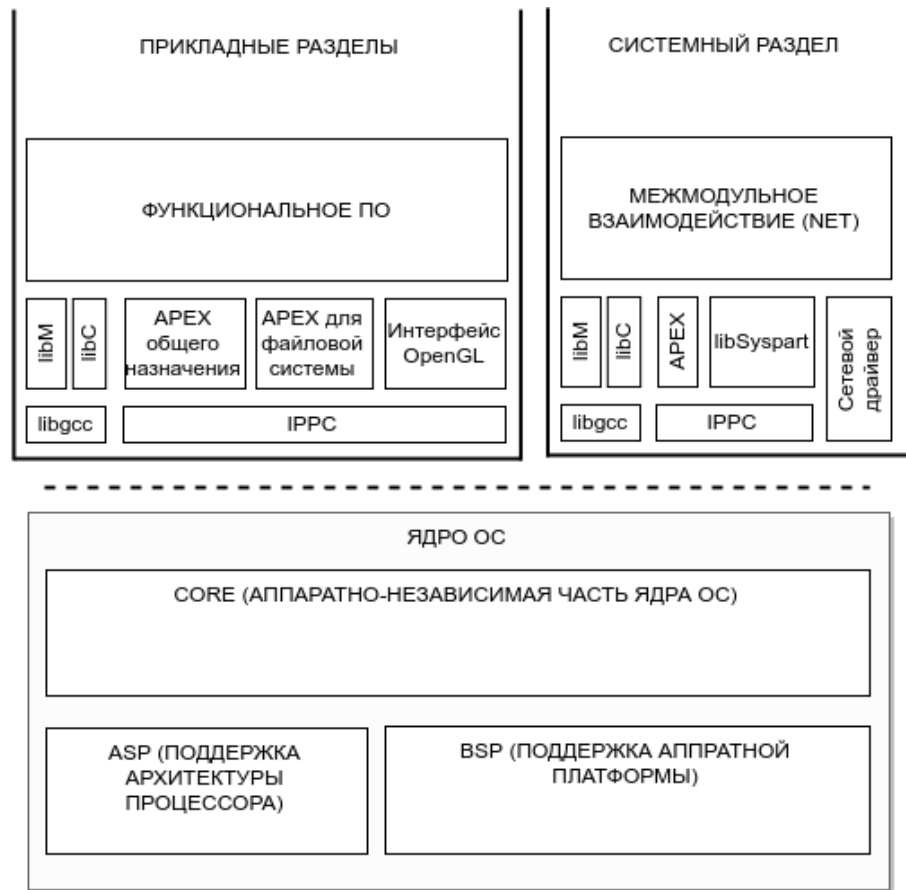 ПРИКЛАДНЫЕ РАЗДЕЛЫ
ФУНКЦИОНАЛЬНОЕ ПО
libM
libC
APEX
общего
назначения
APEX для
файловой
системы
Интерфейс
OpenGL
libgcc
IPPC
СИСТЕМНЫЙ РАЗДЕЛ
МЕЖМОДУЛЬНОЕ
ВЗАИМОДЕЙСТВИЕ (NET)
libM
libC
APEX
libSyspart
Сетевой
драйвер
libgcc
IPPC
ЯДРО ОС
CORE (АППАРАТНО-НЕЗАВИСИМАЯ ЧАСТЬ ЯДРА ОС)
ASP (ПОДДЕРЖКА
АРХИТЕКТУРЫ
ПРОЦЕССОРА)
BSP (ПОДДЕРЖКА АППРАТНОЙ
ПЛАТФОРМЫ)